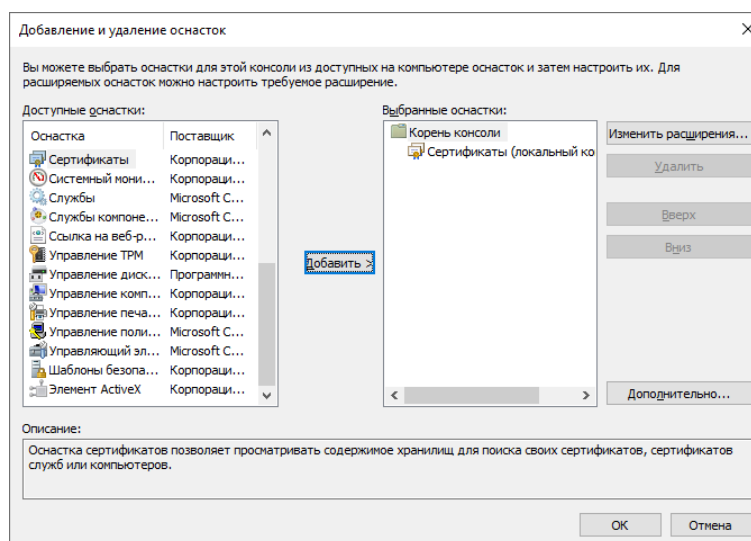 Добавление и удаление оснасток
Вы можете выбрать оснастки для этой консоли из доступных на компьютере оснасток и затем настроить их. Для
расширяемых оснасток можно настроить требуемое расширение.
Доступные оснастки:
Оснастка Поставщик
Сертификаты Корпораци...
Системный мони... Корпораци...
Службы Microsoft C...
Службы компоне... Microsoft C...
Ссылка на веб-р... Корпораци...
Управление TPM Корпораци...
Управление диск... Программн...
Управление комп... Корпораци...
Управление печа... Корпораци...
Управление поли... Microsoft C...
Управляющий эл... Microsoft C...
Шаблоны безопа... Корпораци...
Элемент ActiveX Корпораци...
Добавить >
Выбранные оснастки:
Корень консоли
Сертификаты (локальный ко
Изменить расширения...
Удалить
Вверх
Вниз
Дополнительно...
Описание:
Оснастка сертификатов позволяет просматривать содержимое хранилищ для поиска своих сертификатов, сертификатов
служб или компьютеров.
ОК
Отмена